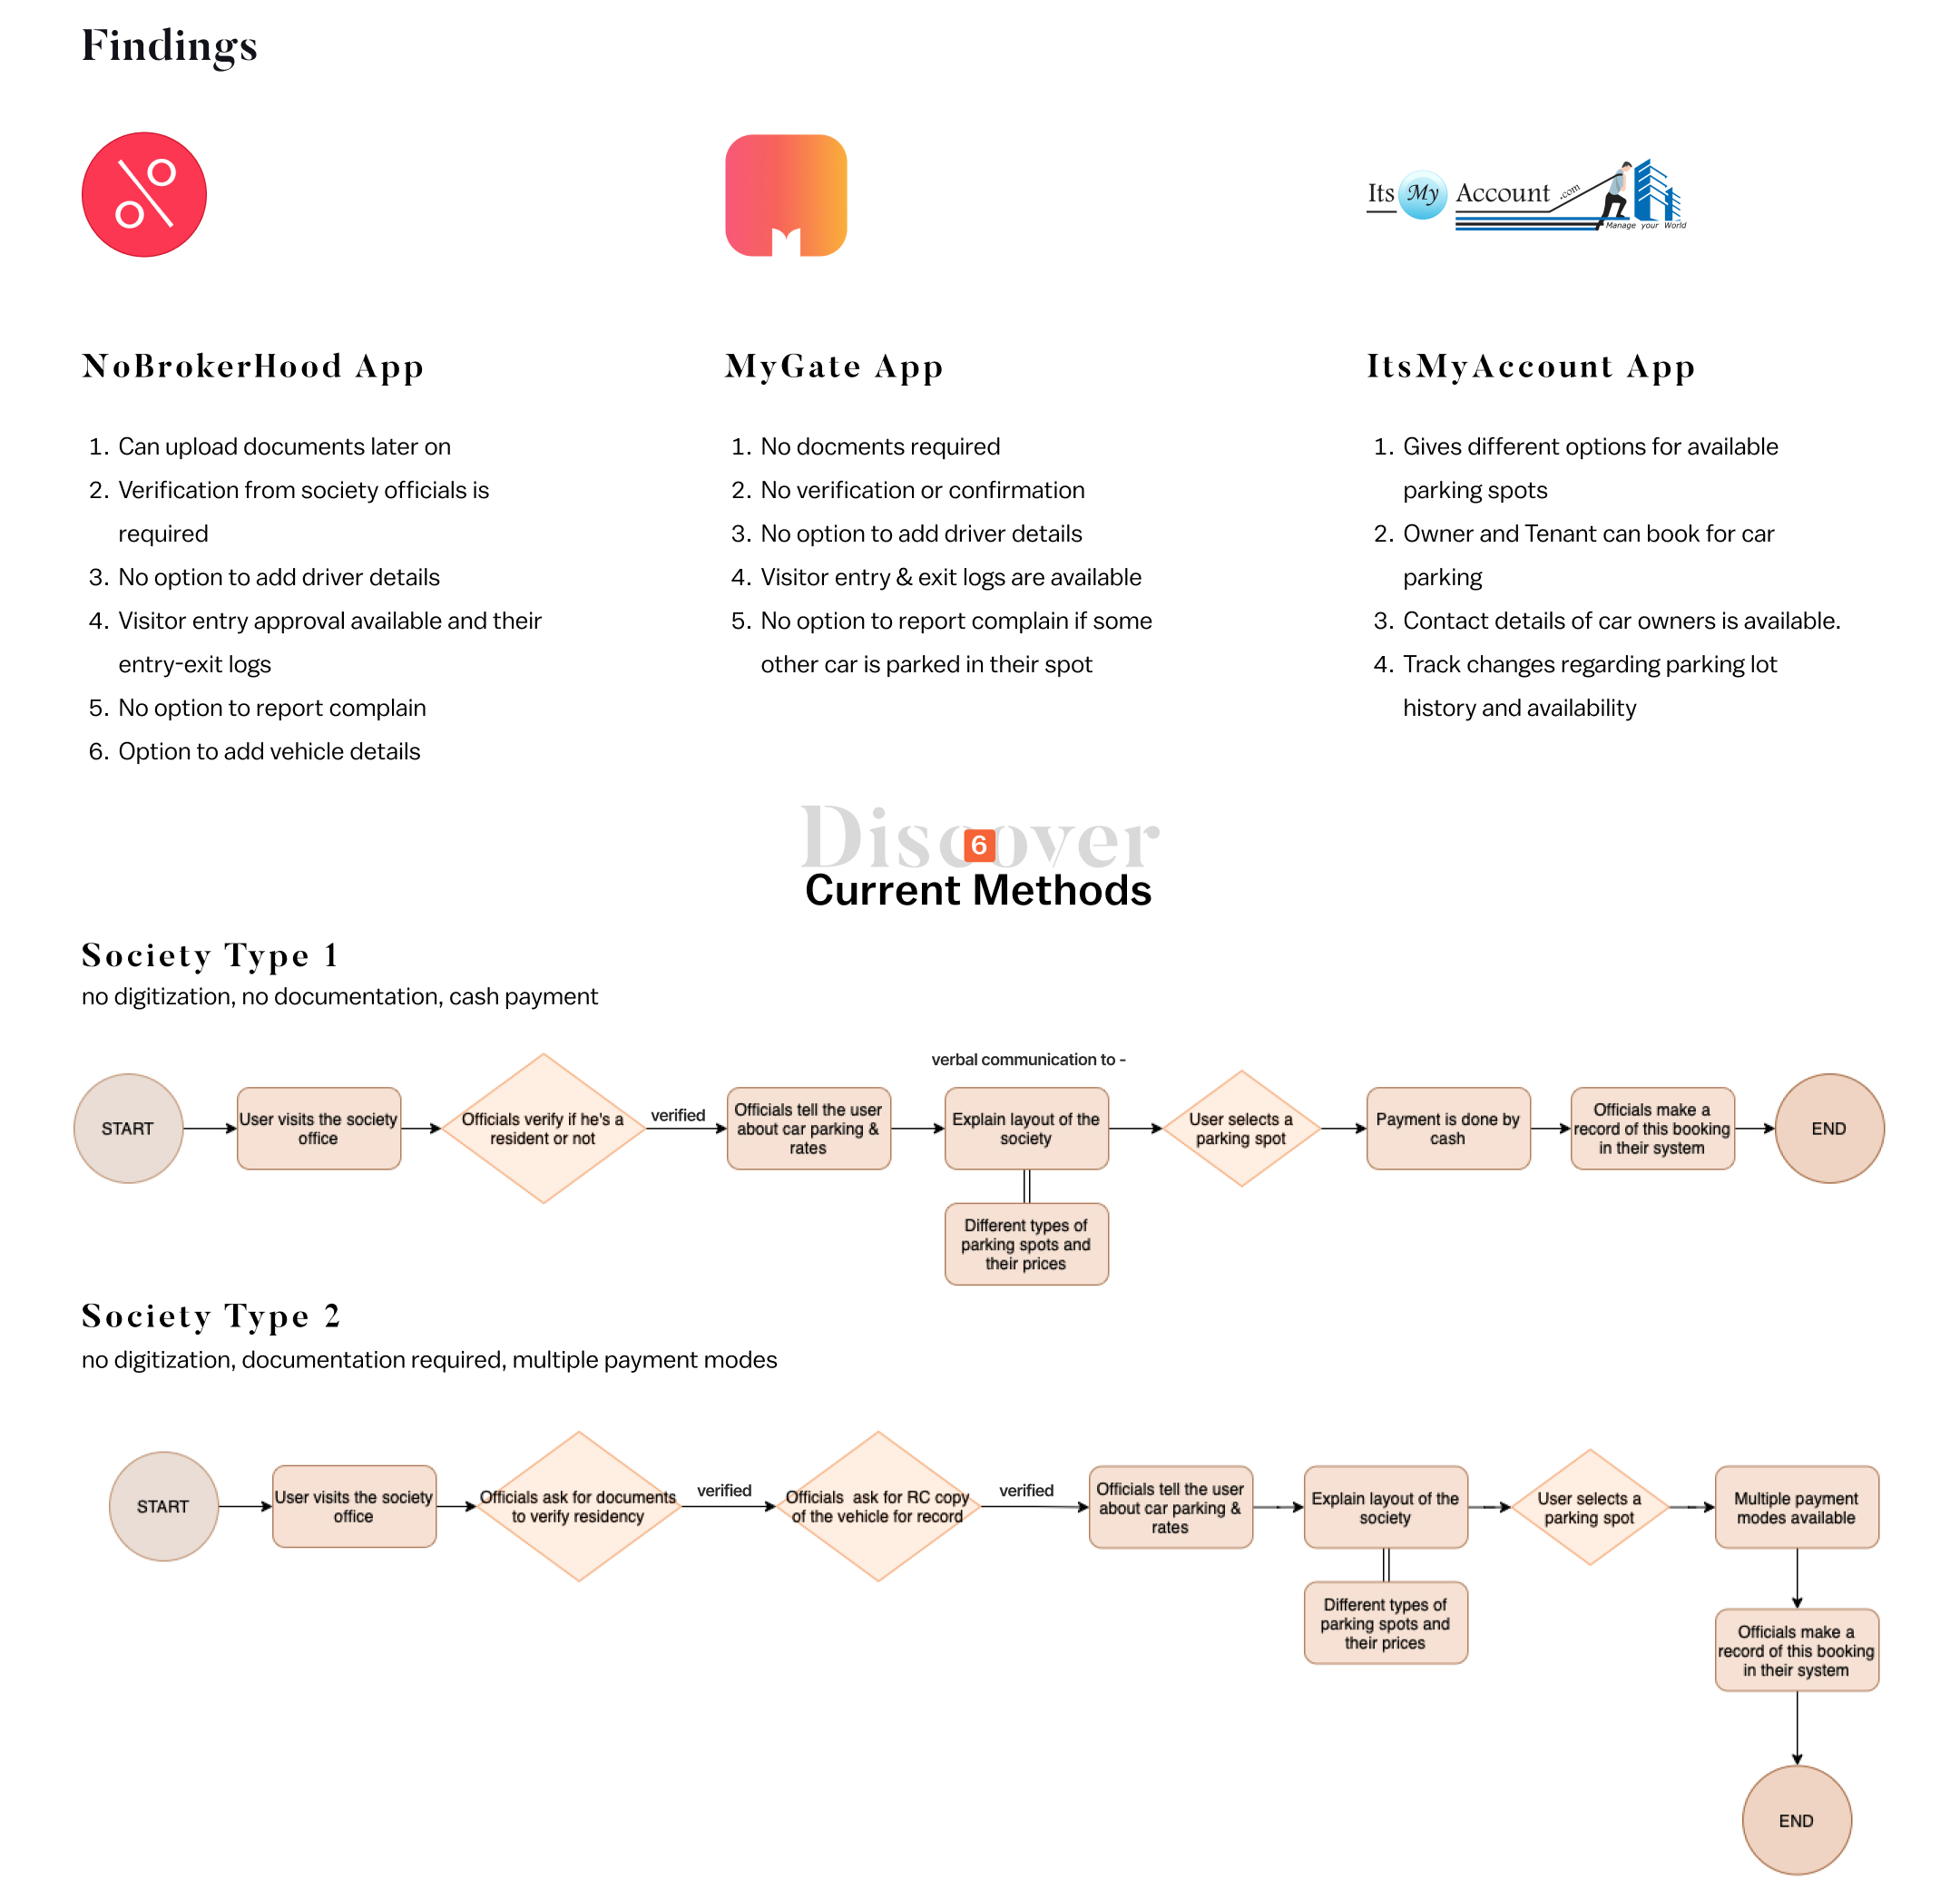 Findings
Its My Account .com
Manage your World
NoBrokerHood App
1. Can upload documents later on
2. Verification from society officials is
required
3. No option to add driver details
4. Visitor entry approval available and their
entry-exit logs
5. No option to report complain
6. Option to add vehicle details
MyGate App
1. No docments required
2. No verification or confirmation
3. No option to add driver details
4. Visitor entry & exit logs are available
5. No option to report complain if some
other car is parked in their spot
ItsMyAccount App
1. Gives different options for available
parking spots
2. Owner and Tenant can book for car
parking
3. Contact details of car owners is available.
4. Track changes regarding parking lot
history and availability
Discover
6
Current Methods
Society Type 1
no digitization, no documentation, cash payment
START
User visits the society
office
Officials verify if he's a
resident or not
verified
Officials tell the user
about car parking &
rates
verbal communication to -
Explain layout of the
society
Different types of
parking spots and
their prices
User selects a
parking spot
Payment is done by
cash
Officials make a
record of this booking
in their system
END
Society Type 2
no digitization, documentation required, multiple payment modes
START
User visits the society
office
Officials ask for documents
to verify residency
verified
Officials ask for RC copy
of the vehicle for record
verified
Officials tell the user
about car parking &
rates
Explain layout of the
society
Different types of
parking spots and
their prices
User selects a
parking spot
Multiple payment
modes available
Officials make a
record of this booking
in their system
END